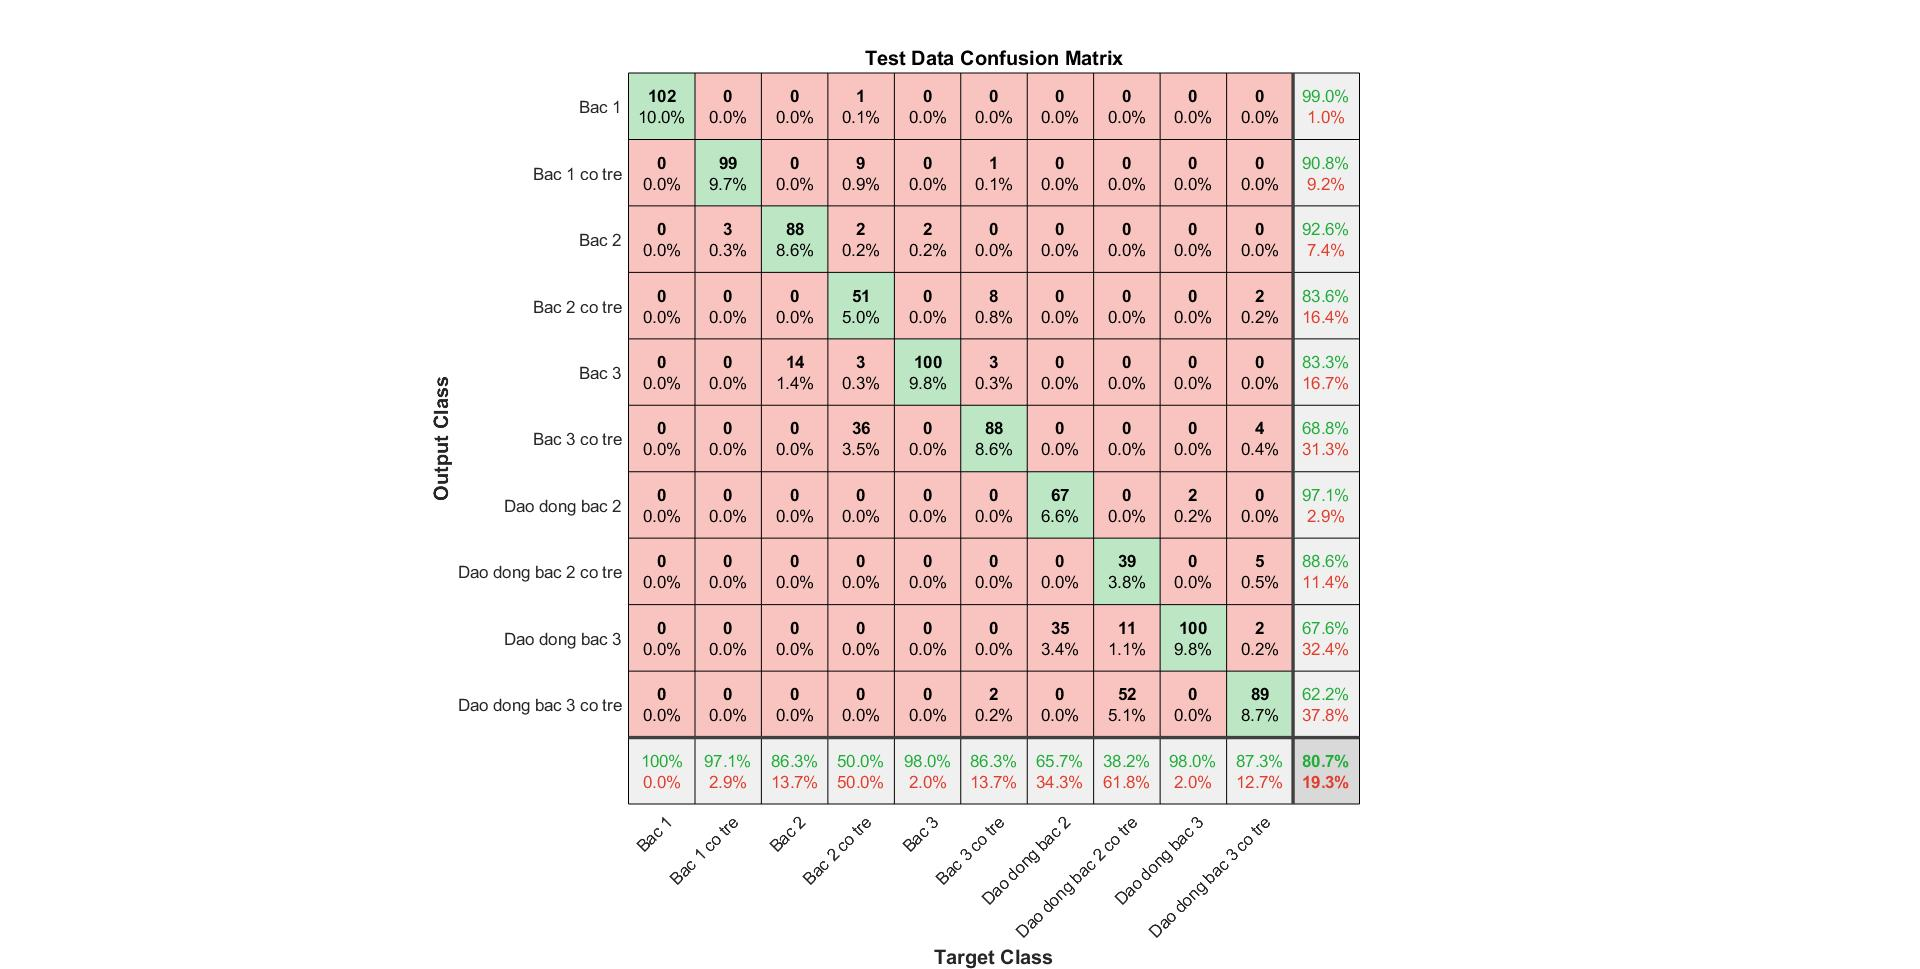 Test Data Confusion Matrix
Bac 1
102 0 0 1 0 0 0 0 0 0 99.0%
10.0% 0.0% 0.0% 0.1% 0.0% 0.0% 0.0% 0.0% 0.0% 0.0% 1.0%
Bac 1 co tre
0 99 0 9 0 1 0 0 0 0 90.8%
0.0% 9.7% 0.0% 0.9% 0.0% 0.1% 0.0% 0.0% 0.0% 0.0% 9.2%
Bac 2
0 3 88 2 2 0 0 0 0 0 92.6%
0.0% 0.3% 8.6% 0.2% 0.2% 0.0% 0.0% 0.0% 0.0% 0.0% 7.4%
Bac 2 co tre
0 0 0 51 0 8 0 0 0 2 83.6%
0.0% 0.0% 0.0% 5.0% 0.0% 0.8% 0.0% 0.0% 0.0% 0.2% 16.4%
Bac 3
0 0 14 3 100 3 0 0 0 0 83.3%
0.0% 0.0% 1.4% 0.3% 9.8% 0.3% 0.0% 0.0% 0.0% 0.0% 16.7%
Bac 3 co tre
0 0 0 36 0 88 0 0 0 4 68.8%
0.0% 0.0% 0.0% 3.5% 0.0% 8.6% 0.0% 0.0% 0.0% 0.4% 31.3%
Dao dong bac 2
0 0 0 0 0 0 67 0 2 0 97.1%
0.0% 0.0% 0.0% 0.0% 0.0% 0.0% 6.6% 0.0% 0.2% 0.0% 2.9%
Dao dong bac 2 co tre
0 0 0 0 0 0 0 39 0 5 88.6%
0.0% 0.0% 0.0% 0.0% 0.0% 0.0% 0.0% 3.8% 0.0% 0.5% 11.4%
Dao dong bac 3
0 0 0 0 0 0 35 11 100 2 67.6%
0.0% 0.0% 0.0% 0.0% 0.0% 0.0% 3.4% 1.1% 9.8% 0.2% 32.4%
Dao dong bac 3 co tre
0 0 0 0 0 2 0 52 0 89 62.2%
0.0% 0.0% 0.0% 0.0% 0.0% 0.2% 0.0% 5.1% 0.0% 8.7% 37.8%
100% 97.1% 86.3% 50.0% 98.0% 86.3% 65.7% 38.2% 98.0% 87.3% 80.7%
0.0% 2.9% 13.7% 50.0% 2.0% 13.7% 34.3% 61.8% 2.0% 12.7% 19.3%
Output Class
Bac 1
Bac 1 co tre
Bac 2
Bac 2 co tre
Bac 3
Bac 3 co tre
Dao dong bac 2
Dao dong bac 2 co tre
Dao dong bac 3
Dao dong bac 3 co tre
Target Class